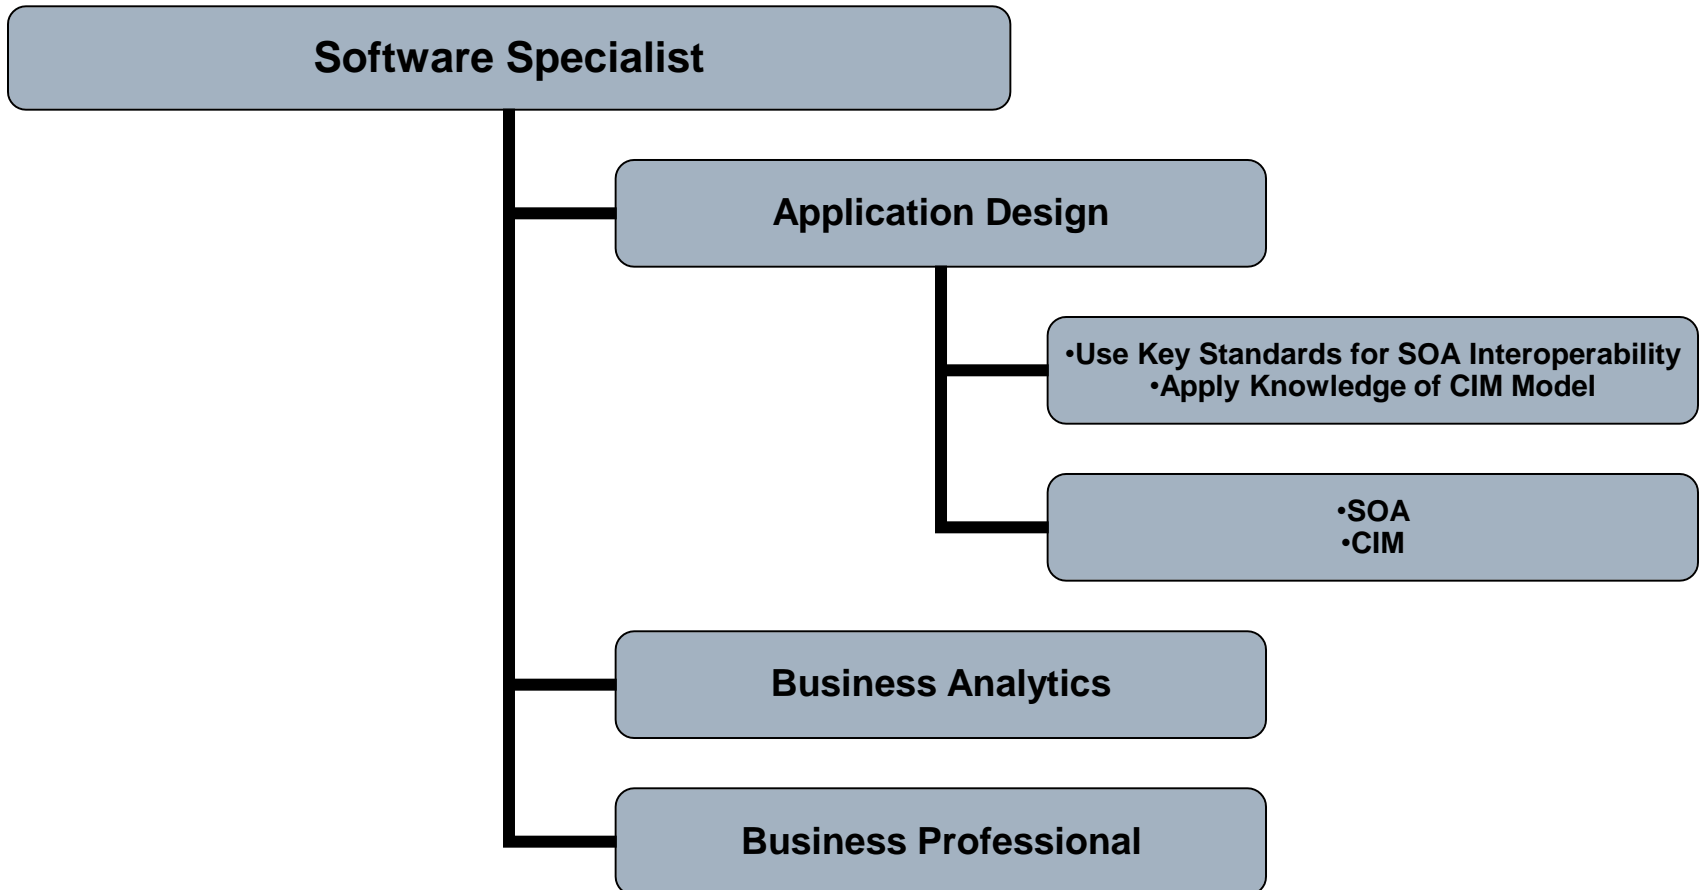 Software Specialist
Application Design
•Use Key Standards for SOA Interoperability
•Apply Knowledge of CIM Model
•SOA
•CIM
Business Analytics
Business Professional